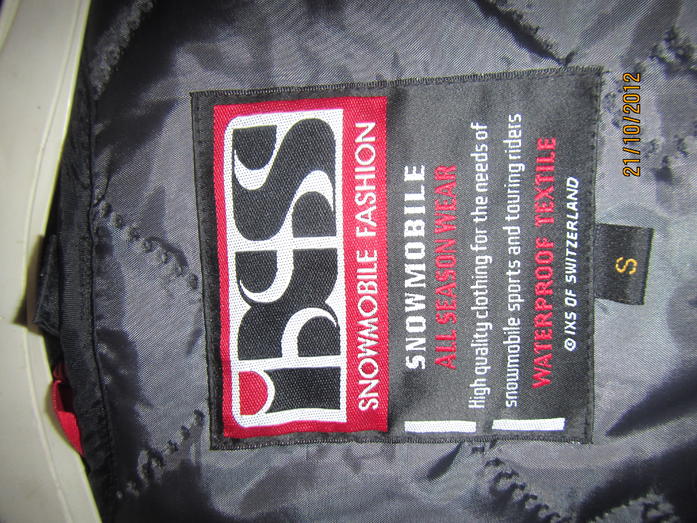 iXS
SNOWMOBILE FASHION
SNOWMOBILE
ALL SEASON WEAR
High quality clothing for the needs of
snowmobile sports and touring riders
WATERPROOF TEXTILE
© IXS OF SWITZERLAND
S
21/10/2012